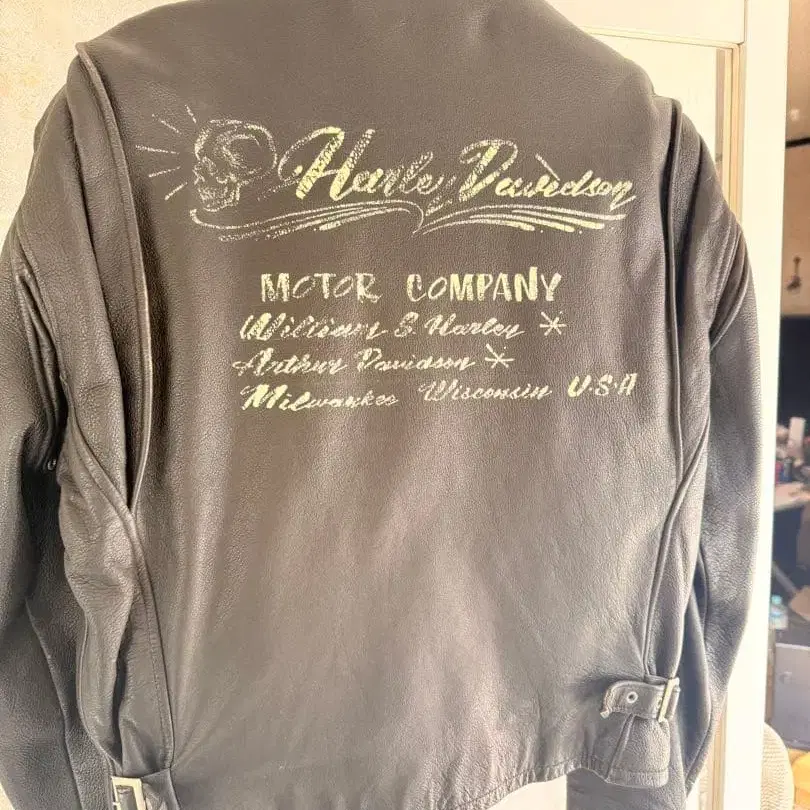 Harley Davidson
MOTOR COMPANY
William S. Harley *
Arthur Davidson *
Milwaukee Wisconsin U.S.A